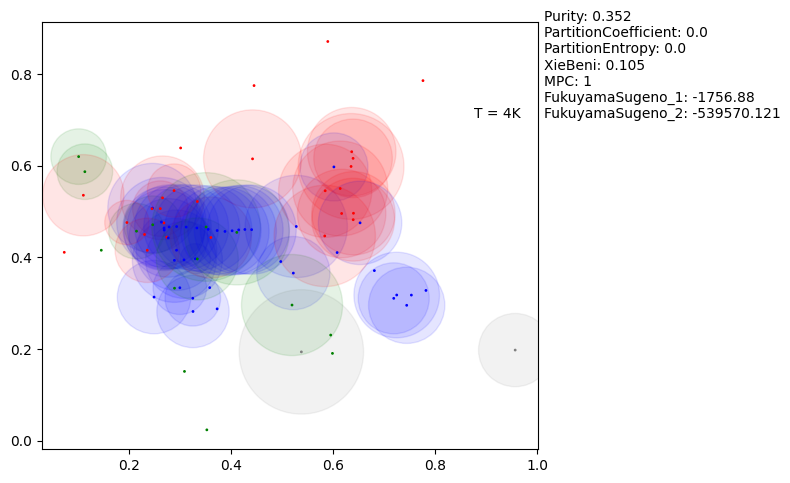 Purity: 0.352
PartitionCoefficient: 0.0
PartitionEntropy: 0.0
XieBeni: 0.105
MPC: 1
FukuyamaSugeno_1: -1756.88
FukuyamaSugeno_2: -539570.121
T = 4K
0.8
0.6
0.4
0.2
0.0
0.2
0.4
0.6
0.8
1.0